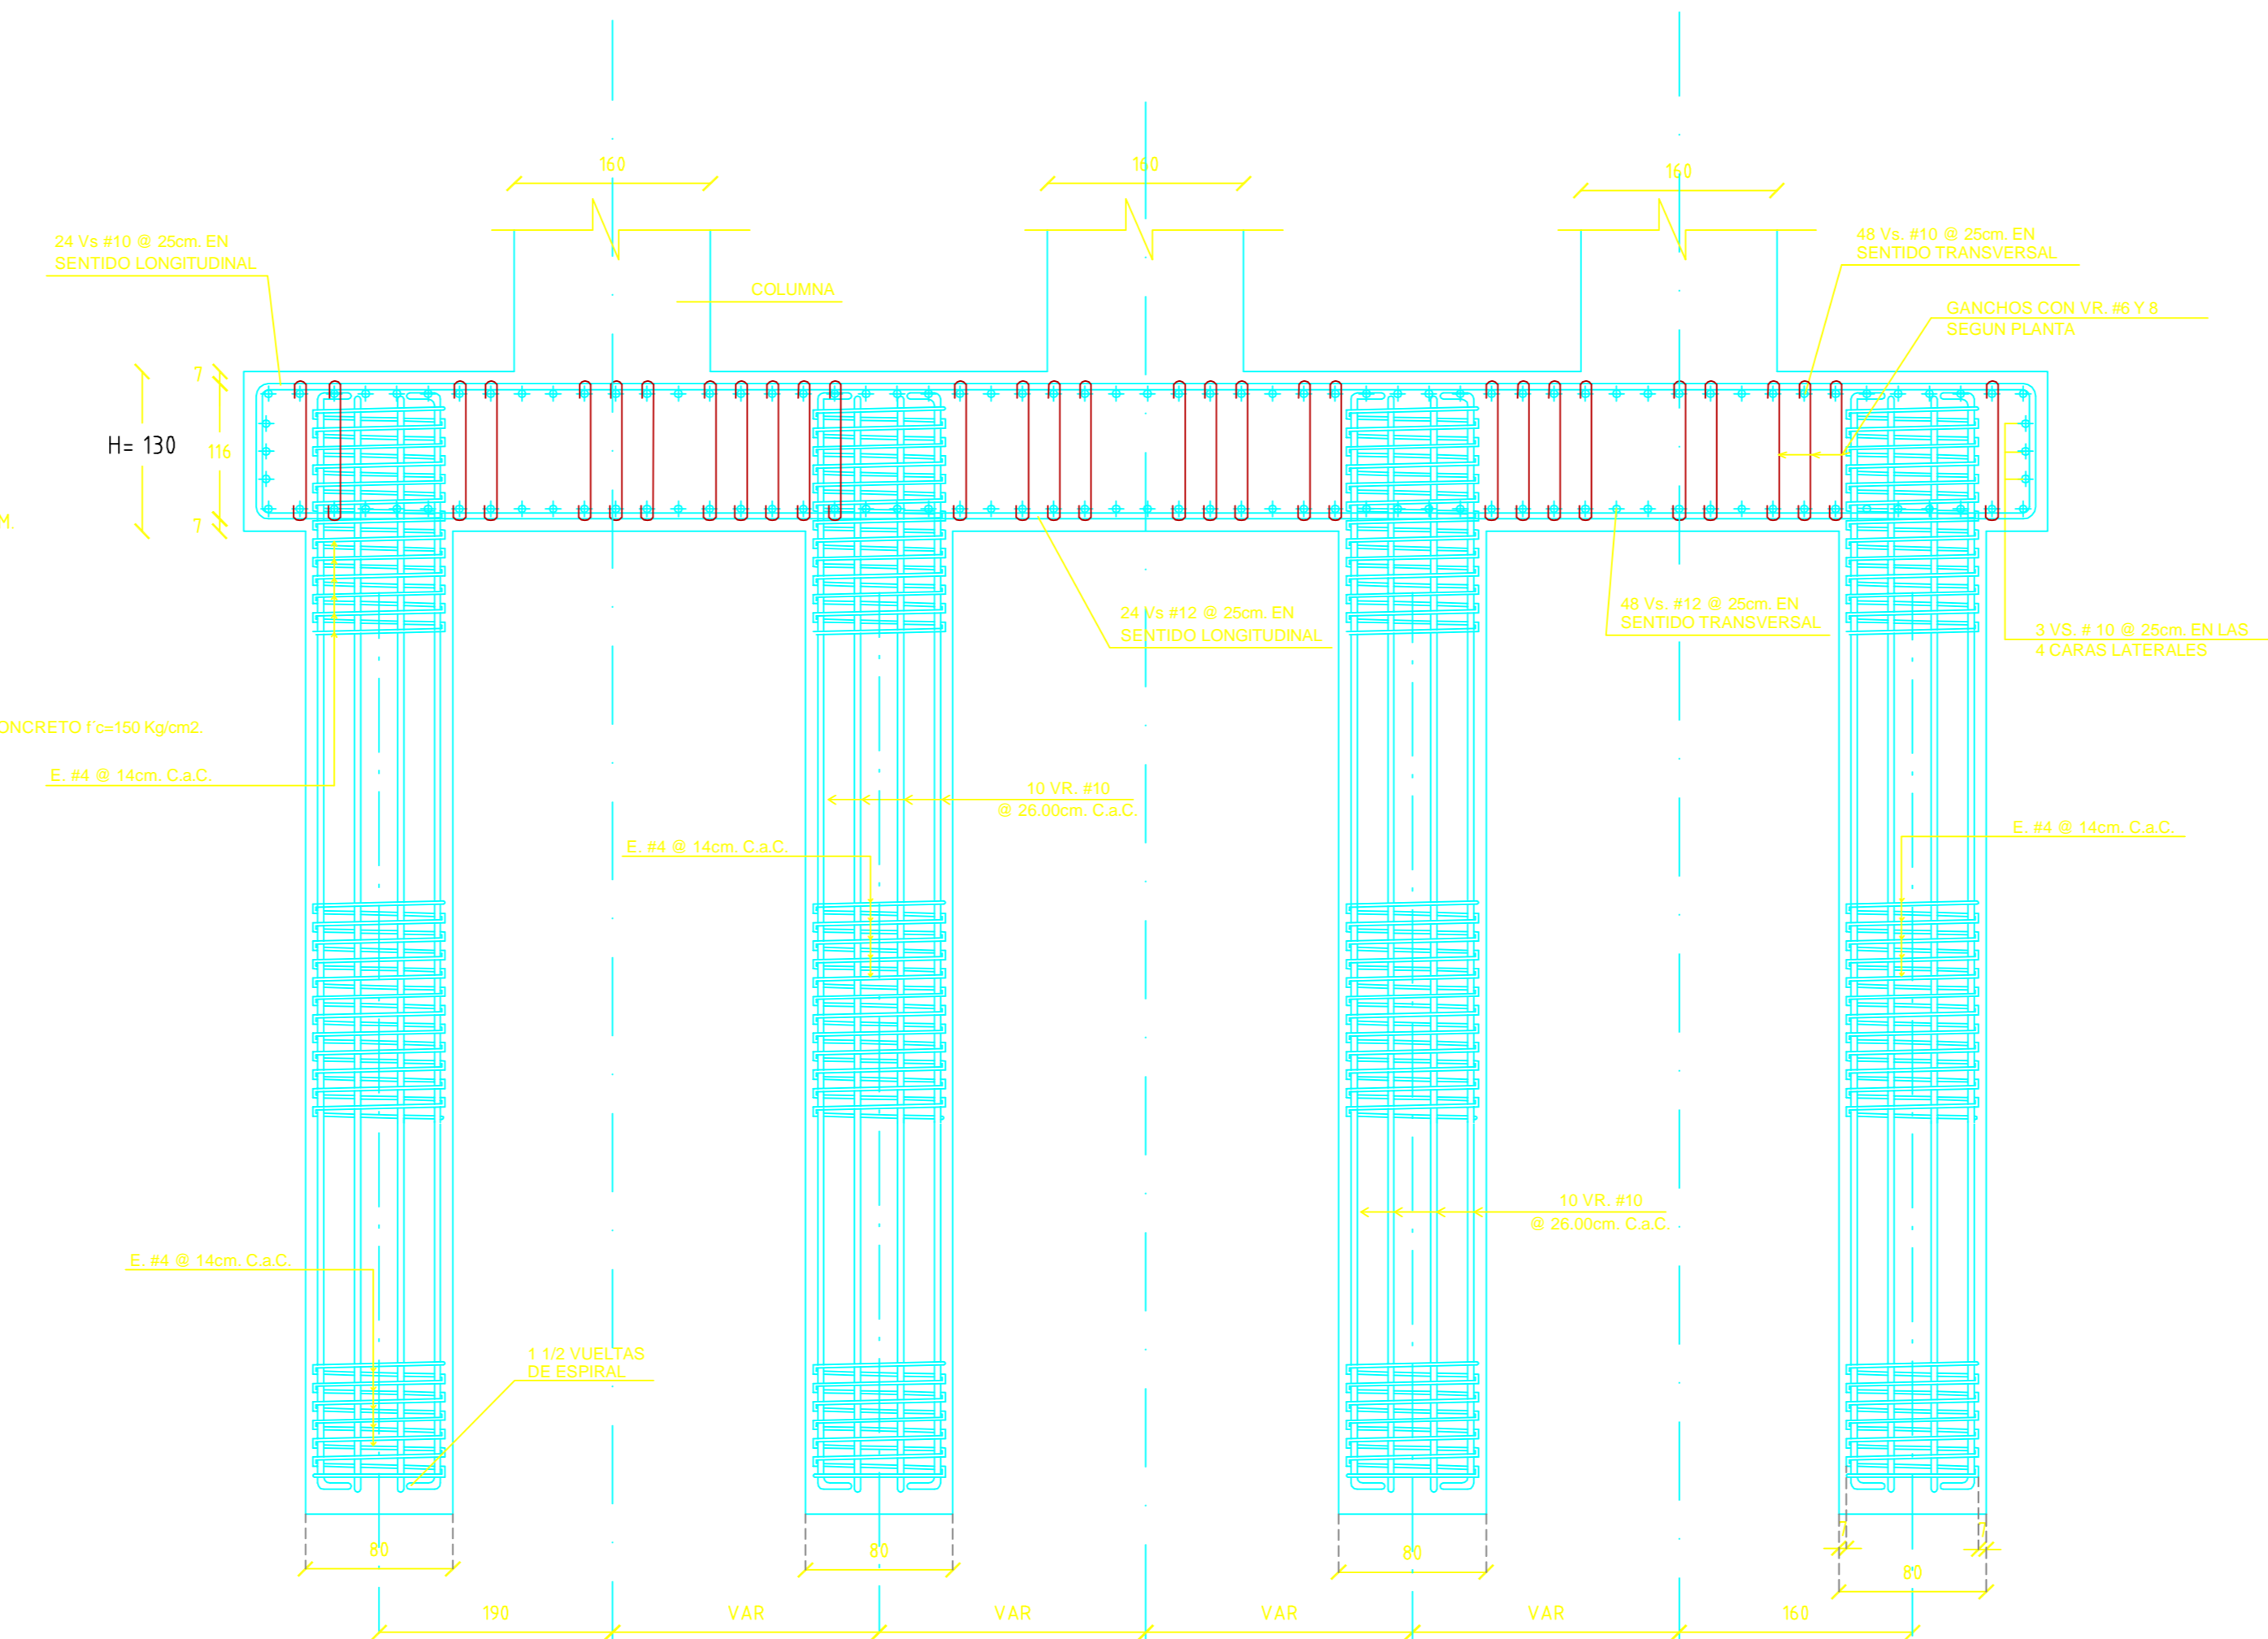 160
160
160
24 Vs #10 @ 25cm. EN
SENTIDO LONGITUDINAL
48 Vs. #10 @ 25cm. EN
SENTIDO TRANSVERSAL
COLUMNA
GANCHOS CON VR. #6 Y 8
SEGUN PLANTA
7
H= 130
116
7
M.
24 Vs #12 @ 25cm. EN
SENTIDO LONGITUDINAL
48 Vs. #12 @ 25cm. EN
SENTIDO TRANSVERSAL
3 VS. # 10 @ 25cm. EN LAS
4 CARAS LATERALES
ONCRETO f´c=150 Kg/cm2.
E. #4 @ 14cm. C.a.C.
10 VR. #10
@ 26.00cm. C.a.C.
E. #4 @ 14cm. C.a.C.
E. #4 @ 14cm. C.a.C.
10 VR. #10
@ 26.00cm. C.a.C.
E. #4 @ 14cm. C.a.C.
1 1/2 VUELTAS
DE ESPIRAL
7
7
80
80
80
80
190
VAR
VAR
VAR
VAR
160